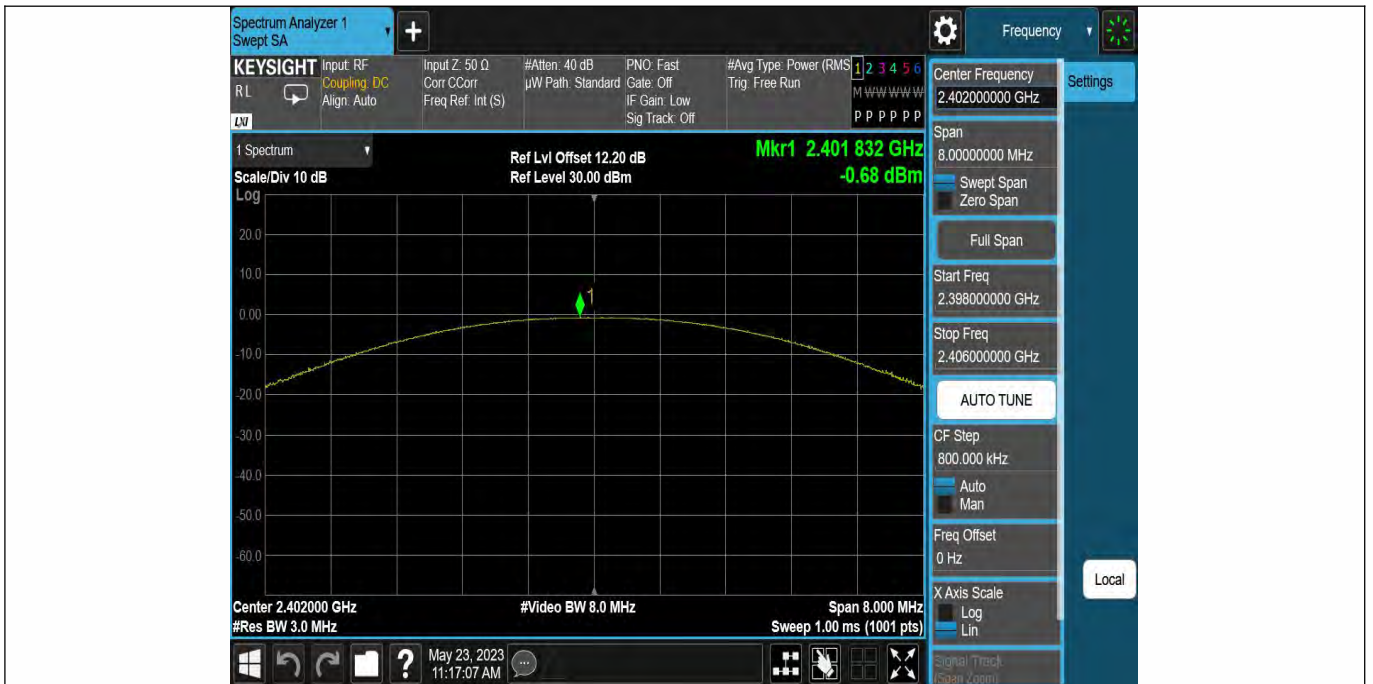 Spectrum Analyzer 1
Swept SA
+
Frequency
KEYSIGHT
R L
LXI
Input: RF
Coupling: DC
Align: Auto
Input Z: 50 Ω
Corr CCorr
Freq Ref: Int (S)
#Atten: 40 dB
µW Path: Standard
PNO: Fast
Gate: Off
IF Gain: Low
Sig Track: Off
#Avg Type: Power (RMS
Trig: Free Run
1 2 3 4 5 6
M W W W W W
P P P P P P
1 Spectrum
Scale/Div 10 dB
Ref Lvl Offset 12.20 dB
Ref Level 30.00 dBm
Mkr1 2.401 832 GHz
-0.68 dBm
Log
20.0
10.0
0.00
-10.0
-20.0
-30.0
-40.0
-50.0
-60.0
1
Center 2.402000 GHz
#Res BW 3.0 MHz
#Video BW 8.0 MHz
Span 8.000 MHz
Sweep 1.00 ms (1001 pts)
?
May 23, 2023
11:17:07 AM
Center Frequency
2.402000000 GHz
Settings
Span
8.00000000 MHz
Swept Span
Zero Span
Full Span
Start Freq
2.398000000 GHz
Stop Freq
2.406000000 GHz
AUTO TUNE
CF Step
800.000 kHz
Auto
Man
Freq Offset
0 Hz
X Axis Scale
Log
Lin
Signal Track
(Span Zoom)
Local